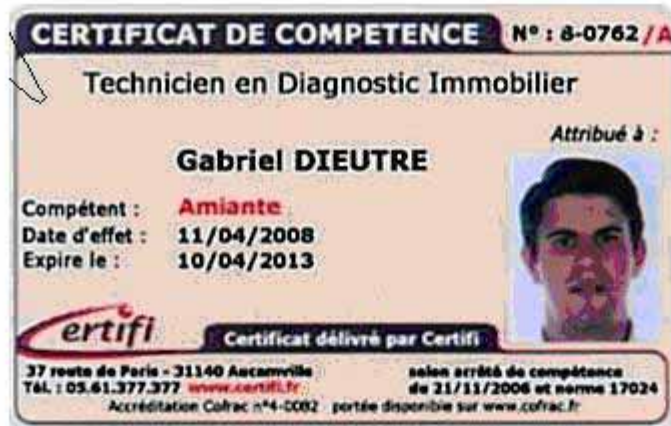 CERTIFICAT DE COMPETENCE N° : 8-0762 /A
Technicien en Diagnostic Immobilier
Attribué à :
Gabriel DIEUTRE
Compétent : Amiante
Date d'effet : 11/04/2008
Expire le : 10/04/2013
Certifi
Certificat délivré par Certifi
37 route de Paris - 31140 Aucamville
Tél. : 05.61.377.377 www.certifi.fr
selon arrêté de compétence
du 21/11/2006 et norme 17024
Accréditation Cofrac n°4-0082 portée disponible sur www.cofrac.fr